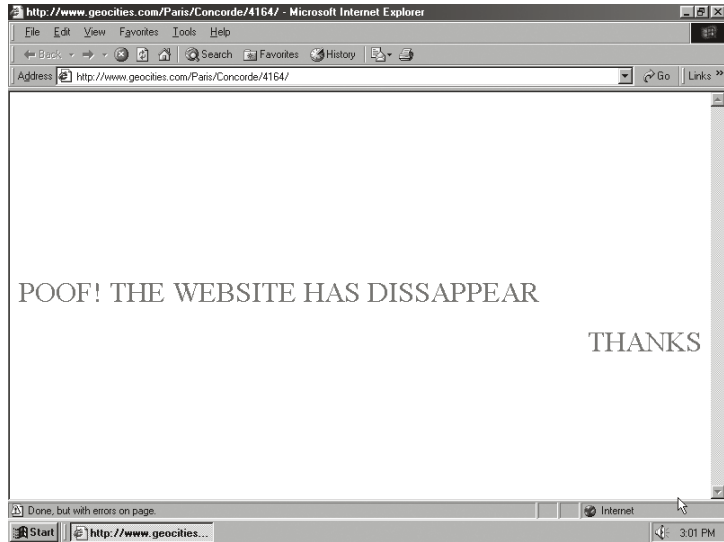 http://www.geocities.com/Paris/Concorde/4164/ - Microsoft Internet Explorer
File Edit View Favorites Tools Help
Back Search Favorites History
Address http://www.geocities.com/Paris/Concorde/4164/ Go Links »
POOF! THE WEBSITE HAS DISSAPPEAR
THANKS
Done, but with errors on page. Internet
Start http://www.geocities... 3:01 PM